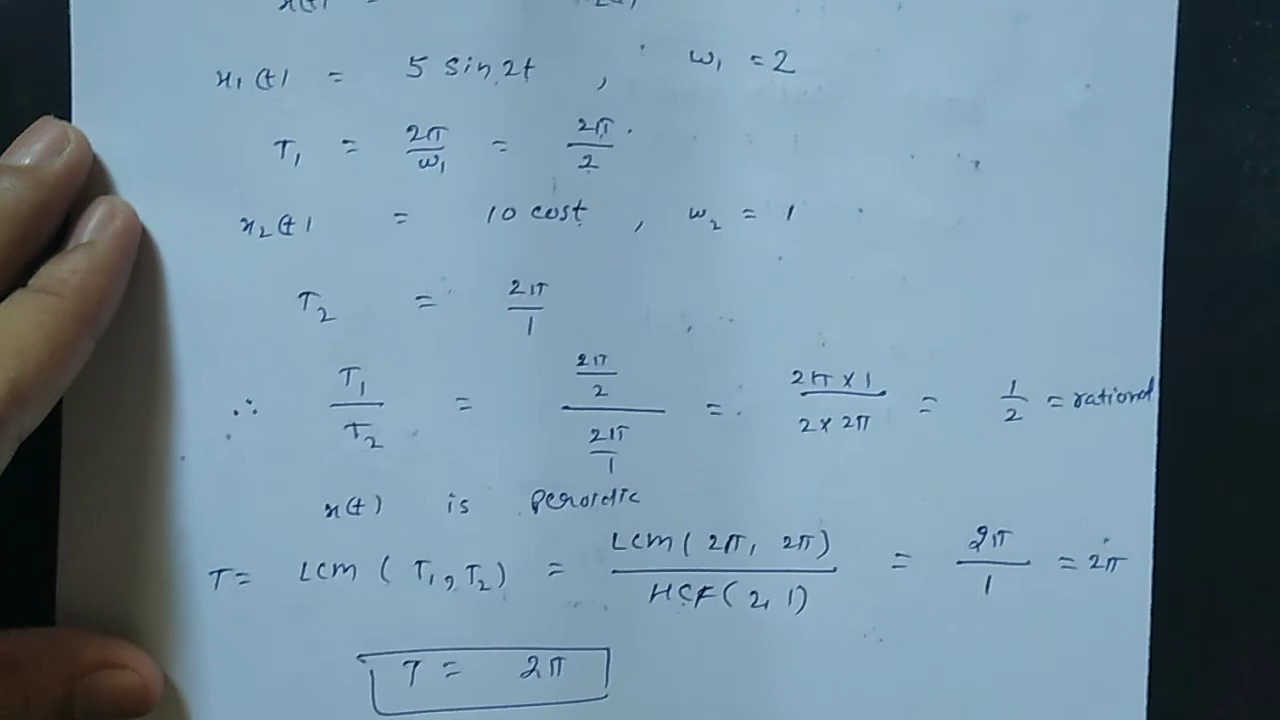 x₁(t) = 5 sin 2t , ω₁ = 2
T₁ = 2π/ω₁ = 2π/2
x₂(t) = 10 cost , ω₂ = 1
T₂ = 2π/1
∴ T₁/T₂ = (2π/2)/(2π/1) = (2π × 1)/(2 × 2π) = 1/2 = rational
x(t) is peroidic
T = LCM ( T₁, T₂) = LCM( 2π, 2π)/HCF( 2, 1) = 2π/1 = 2π
T = 2π